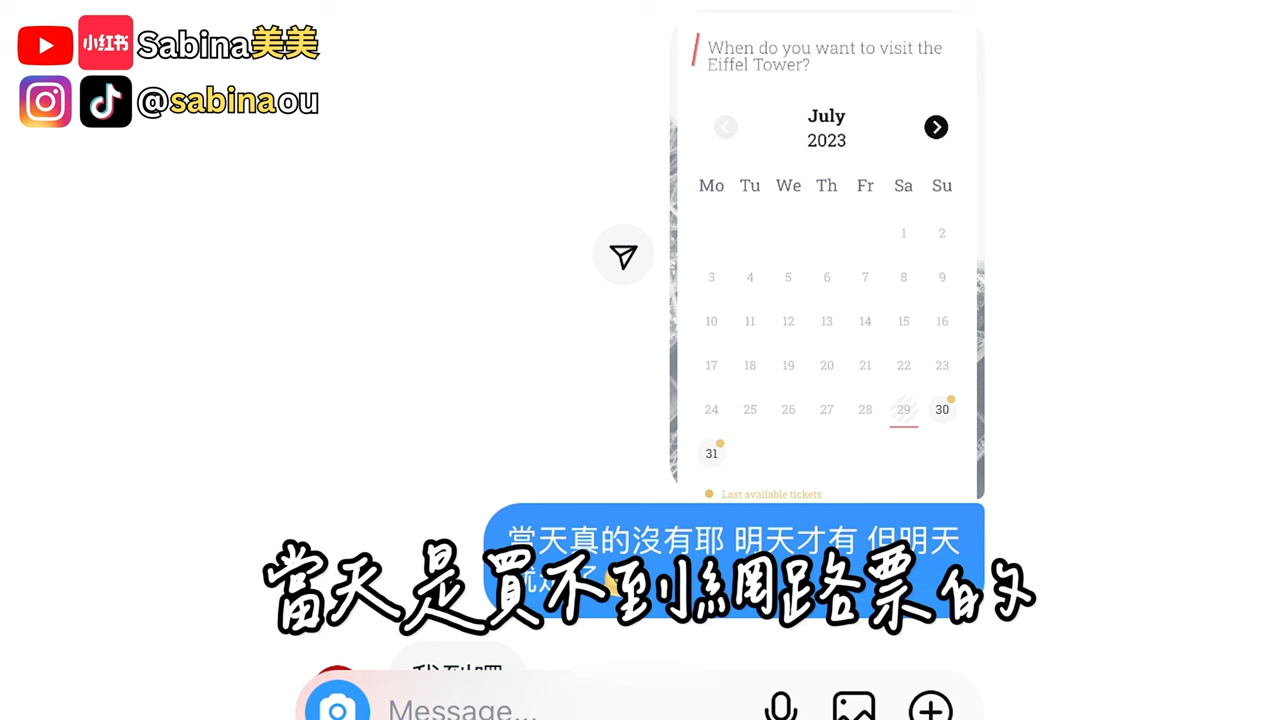 小红书 Sabina美美
@sabinaou
When do you want to visit the
Eiffel Tower?
July
2023
Mo Tu We Th Fr Sa Su
1 2
3 4 5 6 7 8 9
10 11 12 13 14 15 16
17 18 19 20 21 22 23
24 25 26 27 28 29 30
31
Last available tickets
當天真的沒有耶 明天才有 但明天
當天是買不到網路票的
Message...